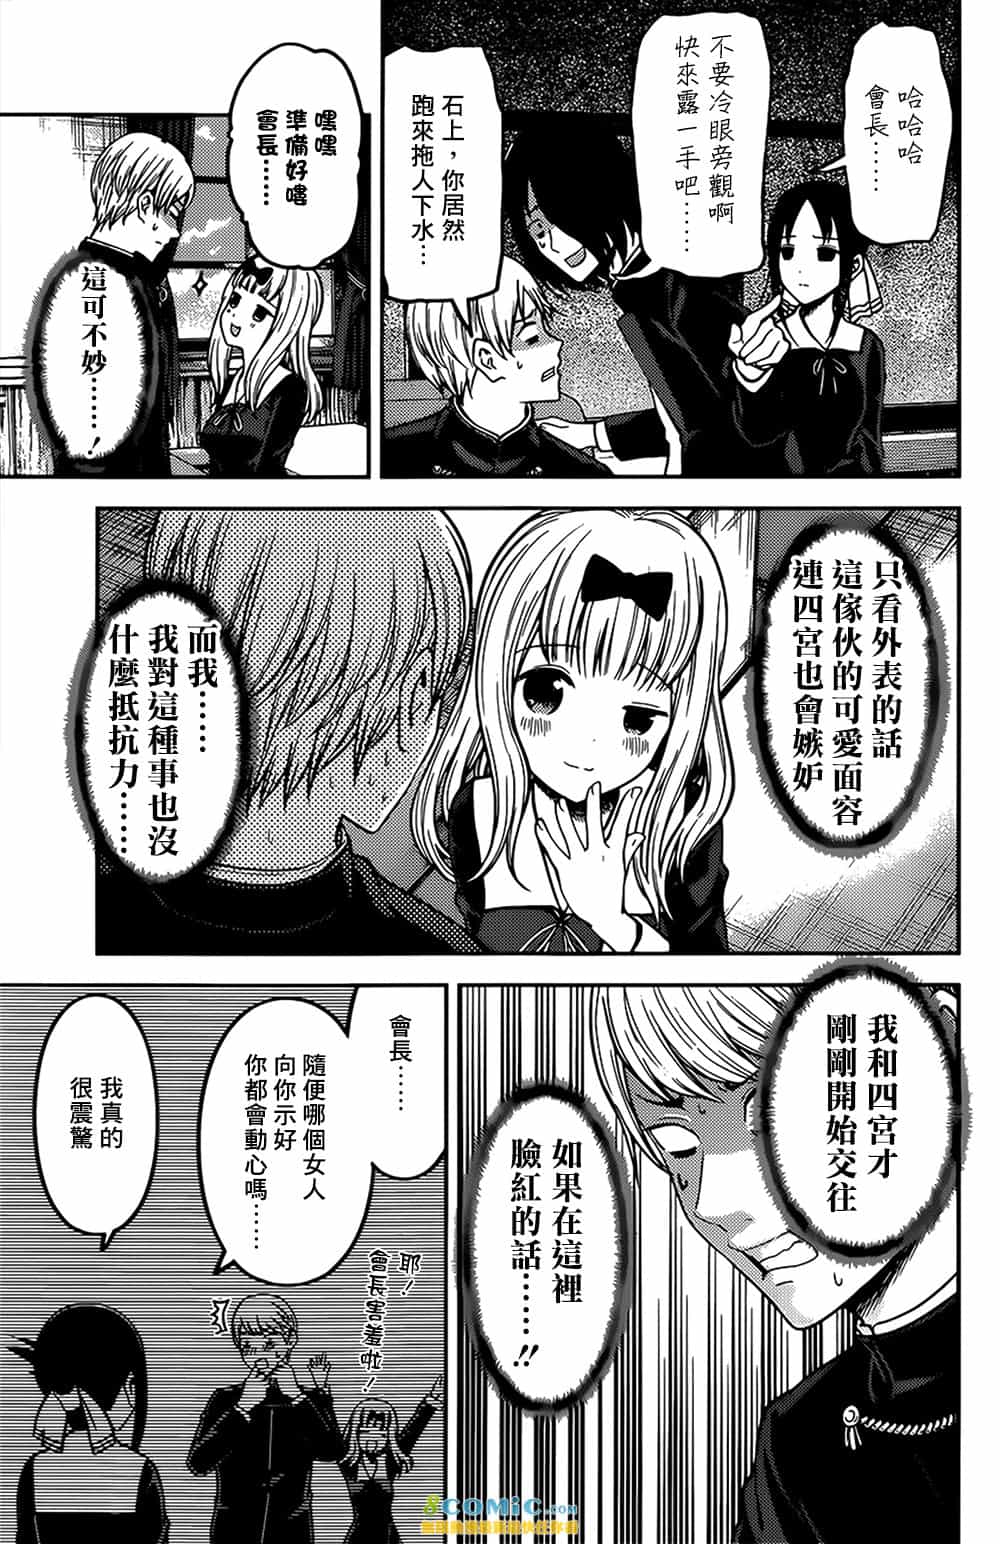 哈哈哈
會長……
不要冷眼旁觀啊
快來露一手吧……
石上，你居然
跑來拖人下水…
嘿嘿
準備好嘻
會長……
這可不妙………！
只看外表的話
這傢伙的可愛面容
連四宮也會嫉妒
而我……
我對這種事也沒
什麼抵抗力……
我和四宮才
剛剛開始交往
如果在這裡
臉紅的話……!!
會長……
隨便哪個女人
向你示好
你都會動心嗎……
我真的
很震驚
耶！
會長害羞啦！
8COMIC.COM